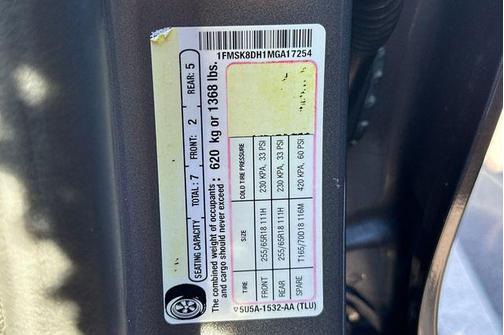 1FMSK8DH1MGA17254
SEATING CAPACITY TOTAL: 7 FRONT: 2 REAR: 5
The combined weight of occupants : 620 kg or 1368 lbs.
and cargo should never exceed :
TIRE SIZE COLD TIRE PRESSURE
FRONT 255/65R18 111H 230 KPA, 33 PSI
REAR 255/65R18 111H 230 KPA, 33 PSI
SPARE T165/70D18 116M 420 KPA, 60 PSI
5U5A-1532-AA (TLU)